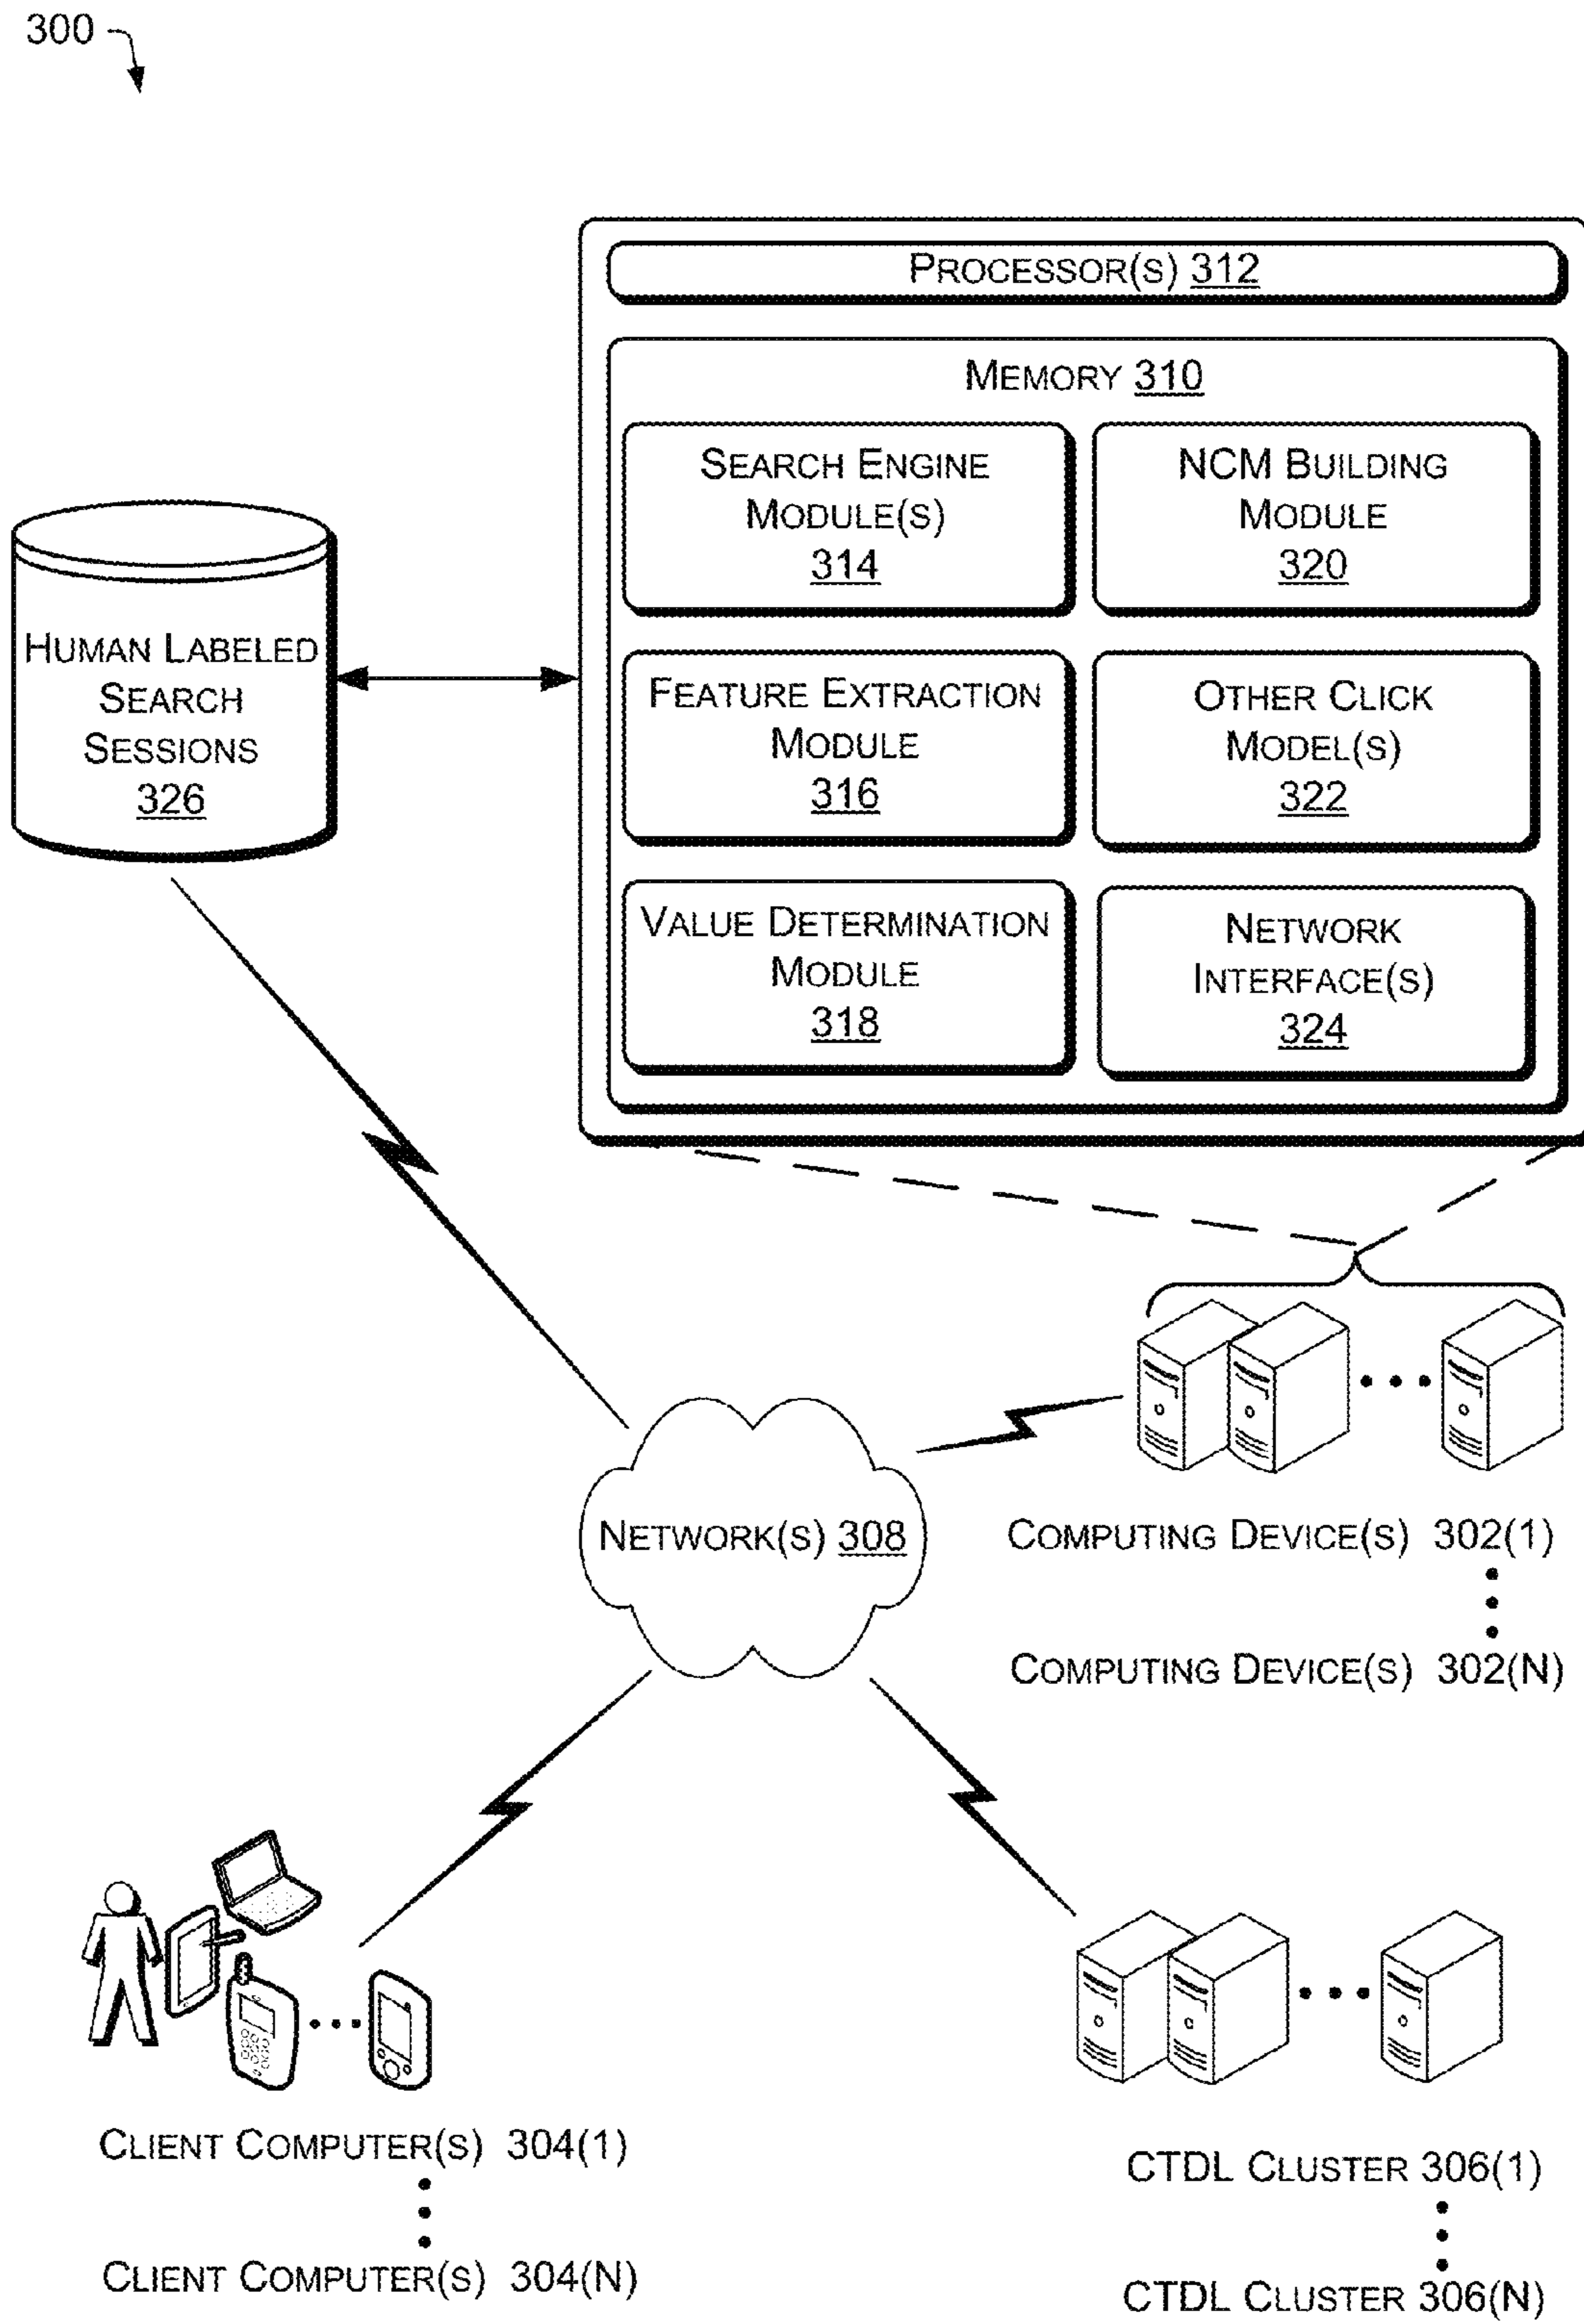 300
PROCESSOR(S) 312
MEMORY 310
SEARCH ENGINE
MODULE(S)
314
NCM BUILDING
MODULE
320
HUMAN LABELED
SEARCH
SESSIONS
326
FEATURE EXTRACTION
MODULE
316
OTHER CLICK
MODEL(S)
322
VALUE DETERMINATION
MODULE
318
NETWORK
INTERFACE(S)
324
NETWORK(S) 308
COMPUTING DEVICE(S) 302(1)
COMPUTING DEVICE(S) 302(N)
CLIENT COMPUTER(S) 304(1)
CLIENT COMPUTER(S) 304(N)
CTDL CLUSTER 306(1)
CTDL CLUSTER 306(N)